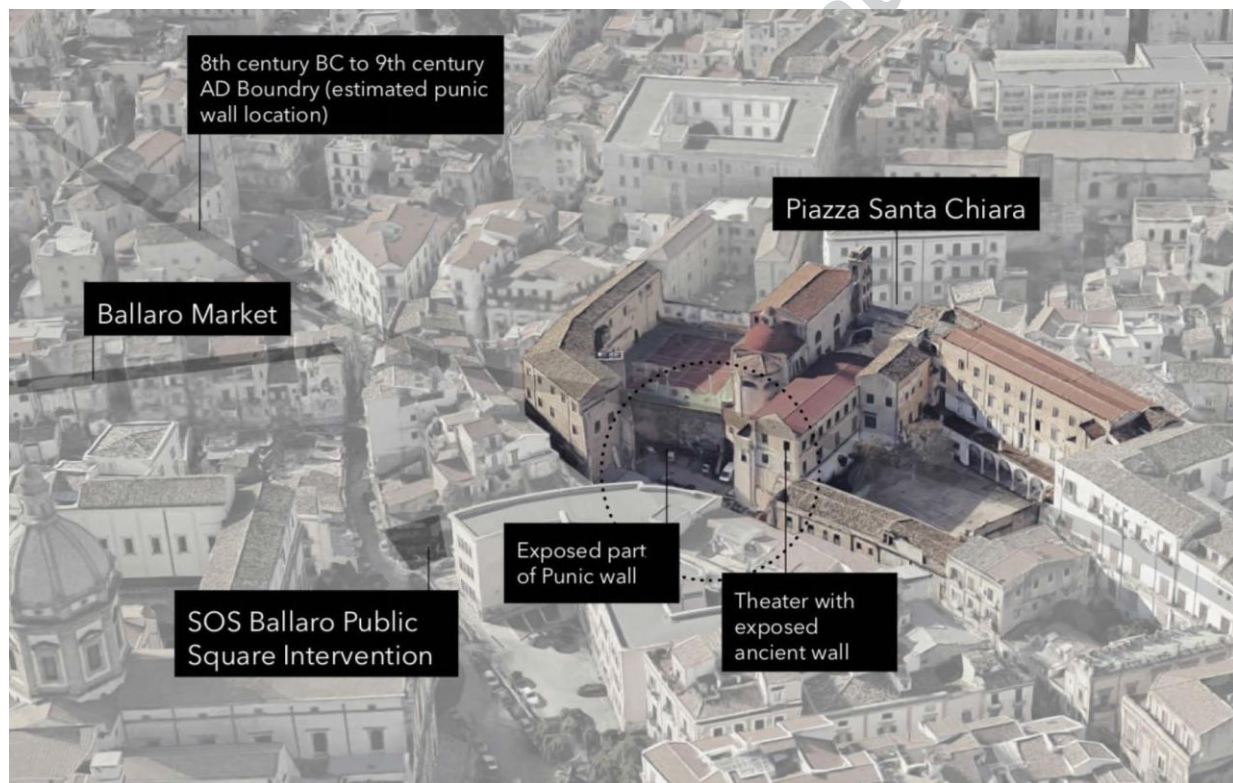 8th century BC to 9th century
AD Boundry (estimated punic
wall location)
Piazza Santa Chiara
Ballaro Market
Exposed part
of Punic wall
Theater with
exposed
ancient wall
SOS Ballaro Public
Square Intervention